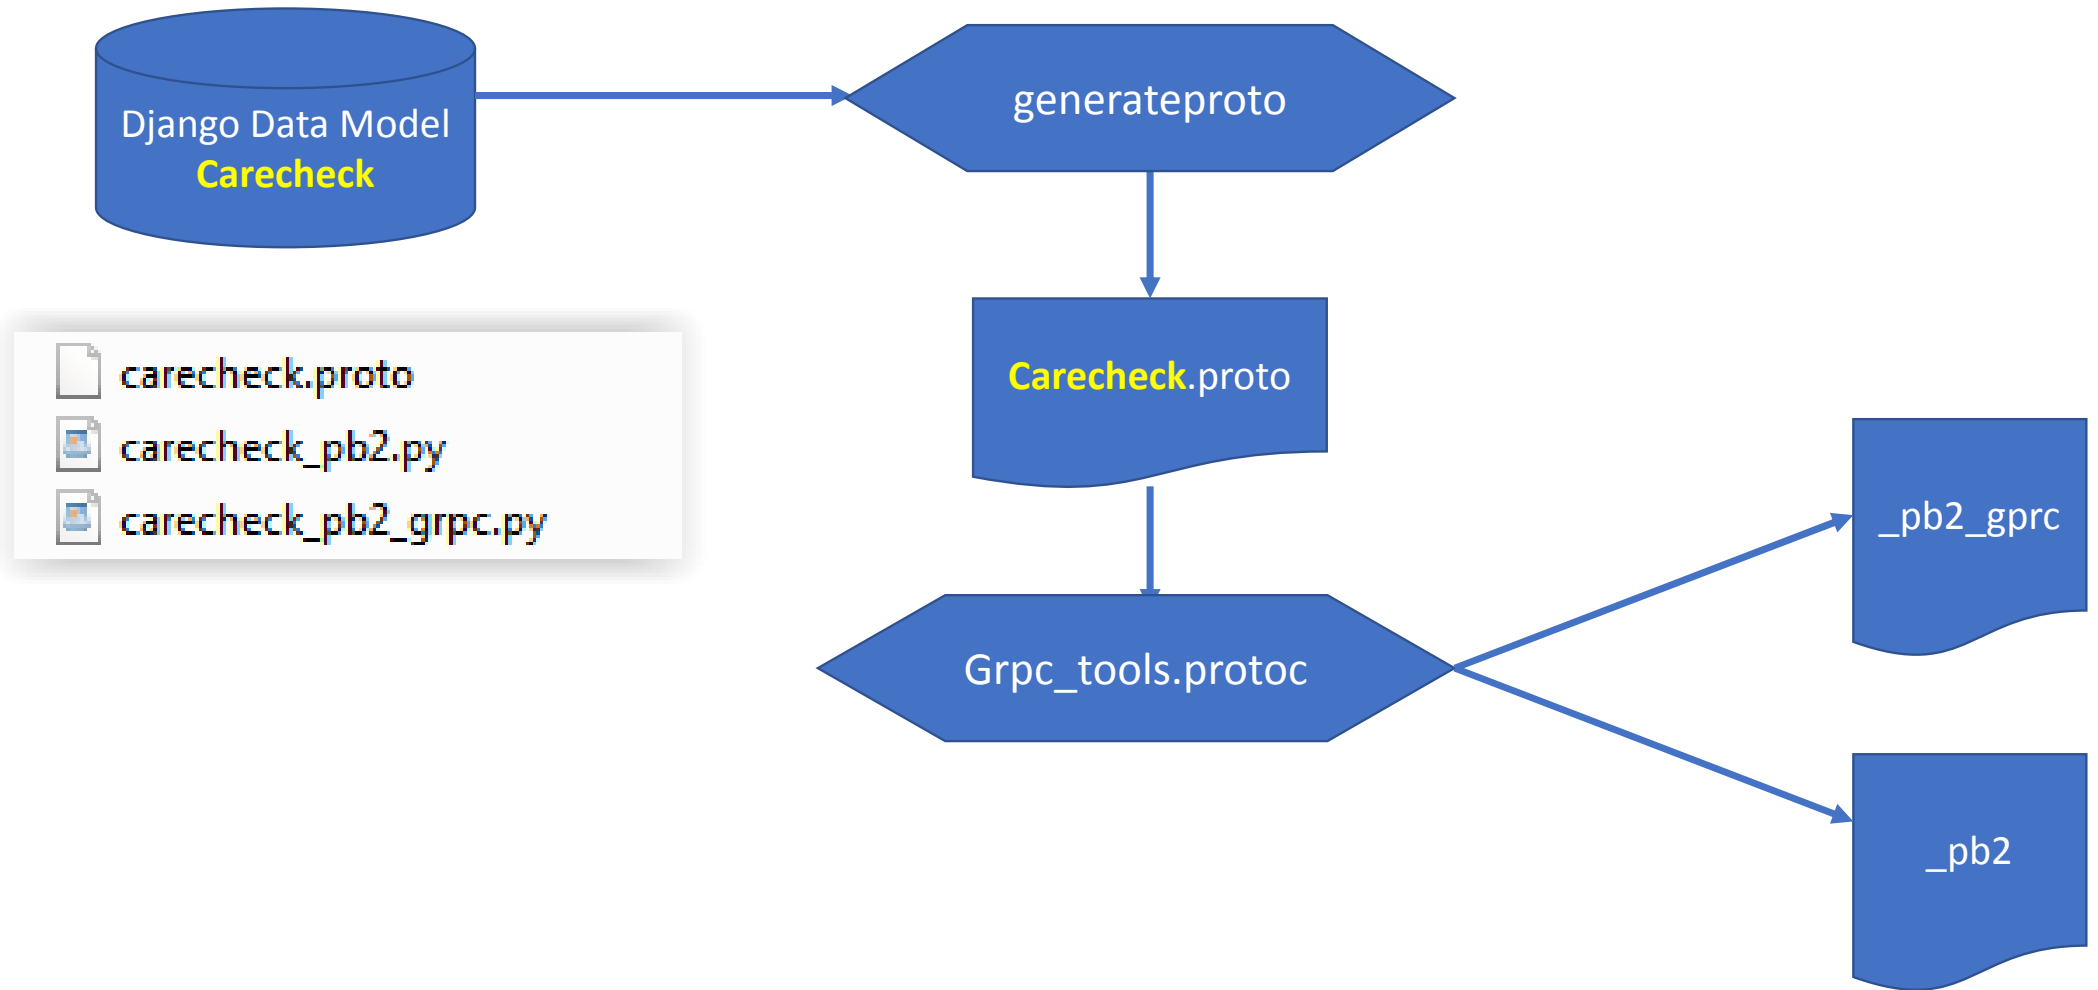 Django Data Model
Carecheck
generateproto
carecheck.proto
carecheck_pb2.py
carecheck_pb2_grpc.py
Carecheck.proto
_pb2_gprc
Grpc_tools.protoc
_pb2